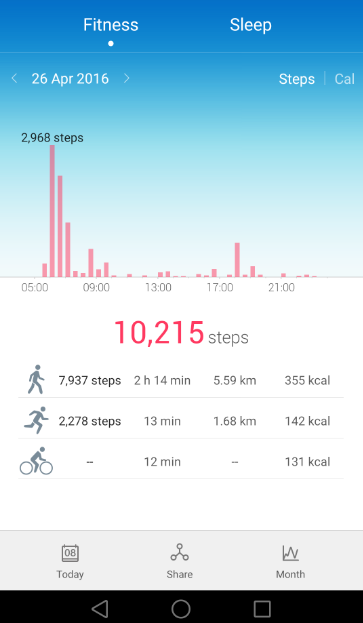 Fitness Sleep
26 Apr 2016 Steps Cal
2,968 steps
05:00 09:00 13:00 17:00 21:00
10,215 steps
7,937 steps 2 h 14 min 5.59 km 355 kcal
2,278 steps 13 min 1.68 km 142 kcal
-- 12 min -- 131 kcal
08
Today Share Month